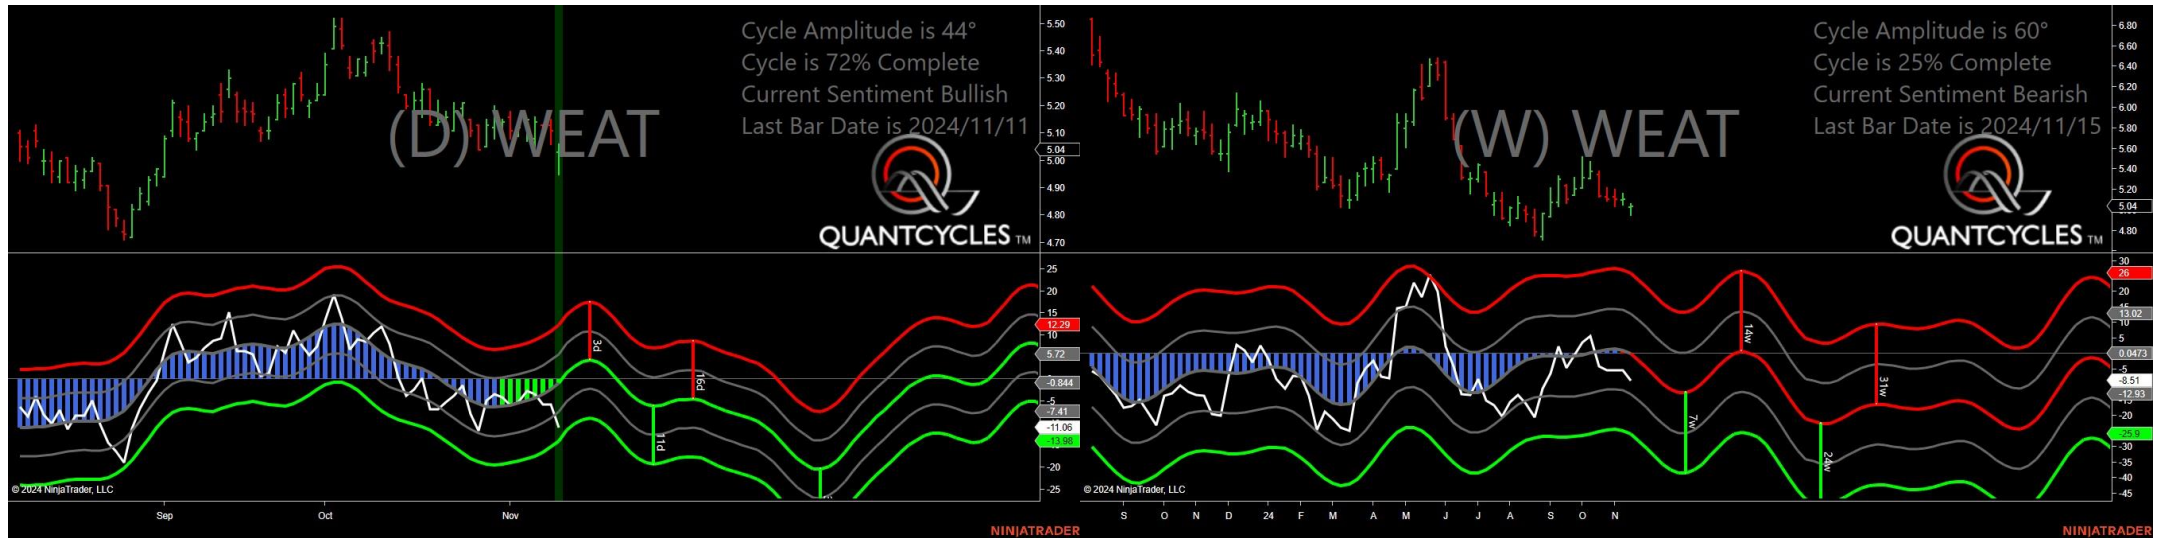 Cycle Amplitude is 44°
Cycle is 72% Complete
Current Sentiment Bullish
Last Bar Date is 2024/11/11
(D) WEAT
QUANTCYCLES TM
5.50
5.40
5.30
5.20
5.10
5.04
5.00
4.90
4.80
4.70
25
20
15
12.29
10
5.72
-0.844
-5
-7.41
-11.06
-13.98
-20
-25
3d
16d
11d
© 2024 NinjaTrader, LLC
Sep
Oct
Nov
NINJATRADER
Cycle Amplitude is 60°
Cycle is 25% Complete
Current Sentiment Bearish
Last Bar Date is 2024/11/15
(W) WEAT
QUANTCYCLES TM
6.80
6.60
6.40
6.20
6.00
5.80
5.60
5.40
5.20
5.04
4.80
30
26
20
13.02
10
5
0.0473
-5
-8.51
-12.93
-20
-25.9
-30
-35
-40
-45
14w
31w
7w
24w
© 2024 NinjaTrader, LLC
S
O
N
D
24
F
M
A
M
J
J
A
S
O
N
NINJATRADER